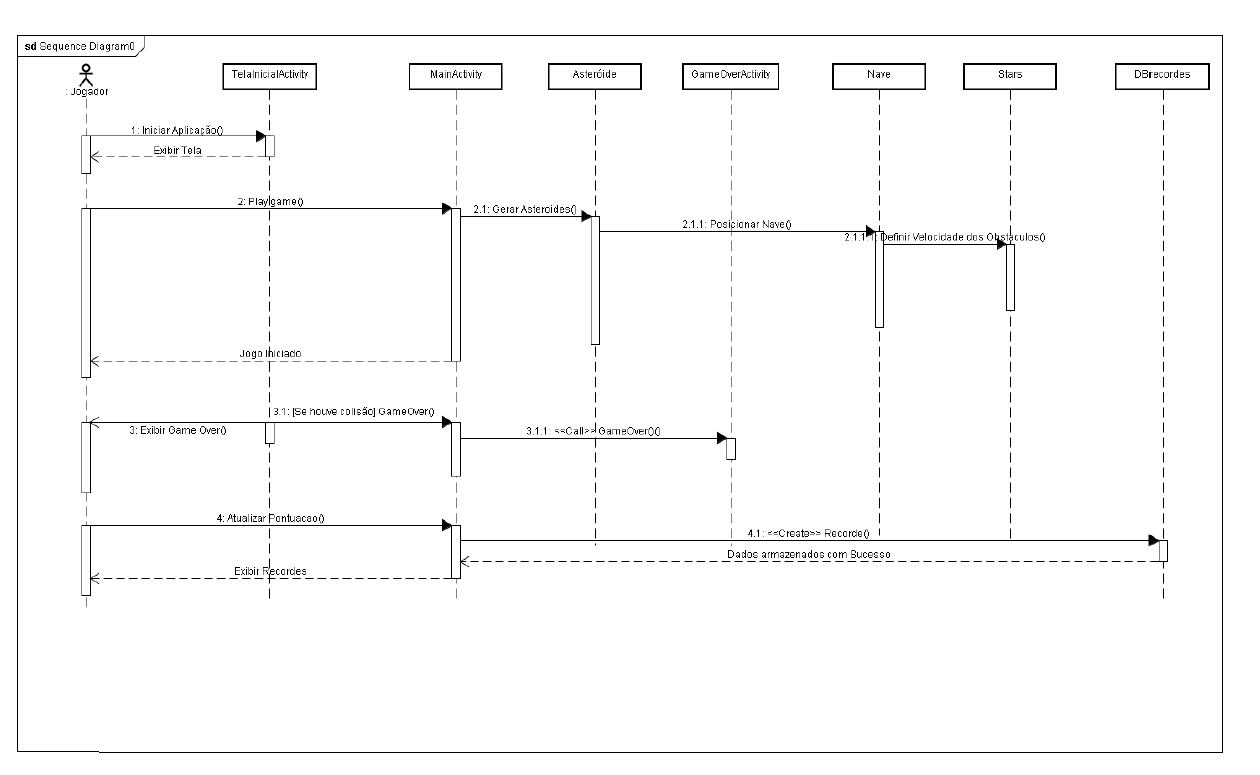 sd Sequence Diagram0
: Jogador
TelaInicialActivity
MainActivity
Asteróide
GameOverActivity
Nave
Stars
DBrecordes
1: Iniciar Aplicação()
Exibir Tela
2: Playgame()
2.1: Gerar Asteroides()
2.1.1: Posicionar Nave()
2.1.1.1: Definir Velocidade dos Obstaculos()
Jogo Iniciado
3.1: [Se houve colisão] GameOver()
3: Exibir Game Over()
3.1.1: <<Call>> GameOver()()
4: Atualizar Pontuacao()
4.1: <<Create>> Recorde()
Dados armazenados com Sucesso
Exibir Recordes